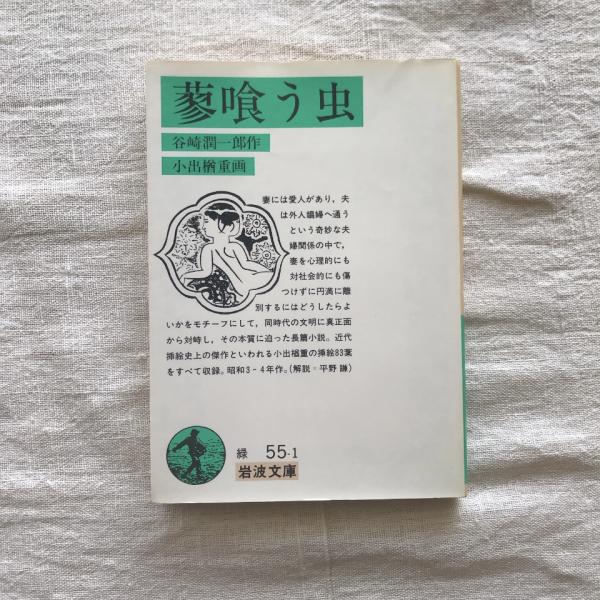 蓼喰う虫
谷崎潤一郎作
小出楢重画
妻には愛人があり，夫
は外人娼婦へ通う
という奇妙な夫
婦関係の中で，
妻を心理的にも
対社会的にも傷
つけずに円満に離
別するにはどうしたらよ
いかをモチーフにして，同時代の文明に真正面
から対峙し，その本質に迫った長篇小説。近代
挿絵史上の傑作といわれる小出楢重の挿絵83葉
をすべて収録。昭和3-4年作。(解説＝平野 謙)
緑 55-1
岩波文庫